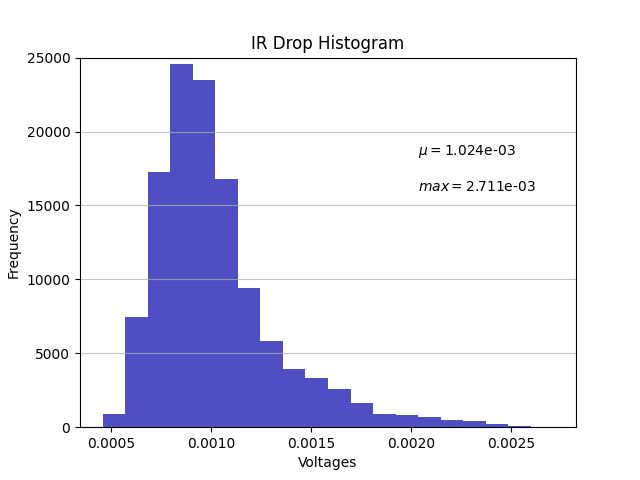 IR Drop Histogram
25000
20000
15000
10000
5000
0
Frequency
μ = 1.024e-03
max = 2.711e-03
0.0005 0.0010 0.0015 0.0020 0.0025
Voltages